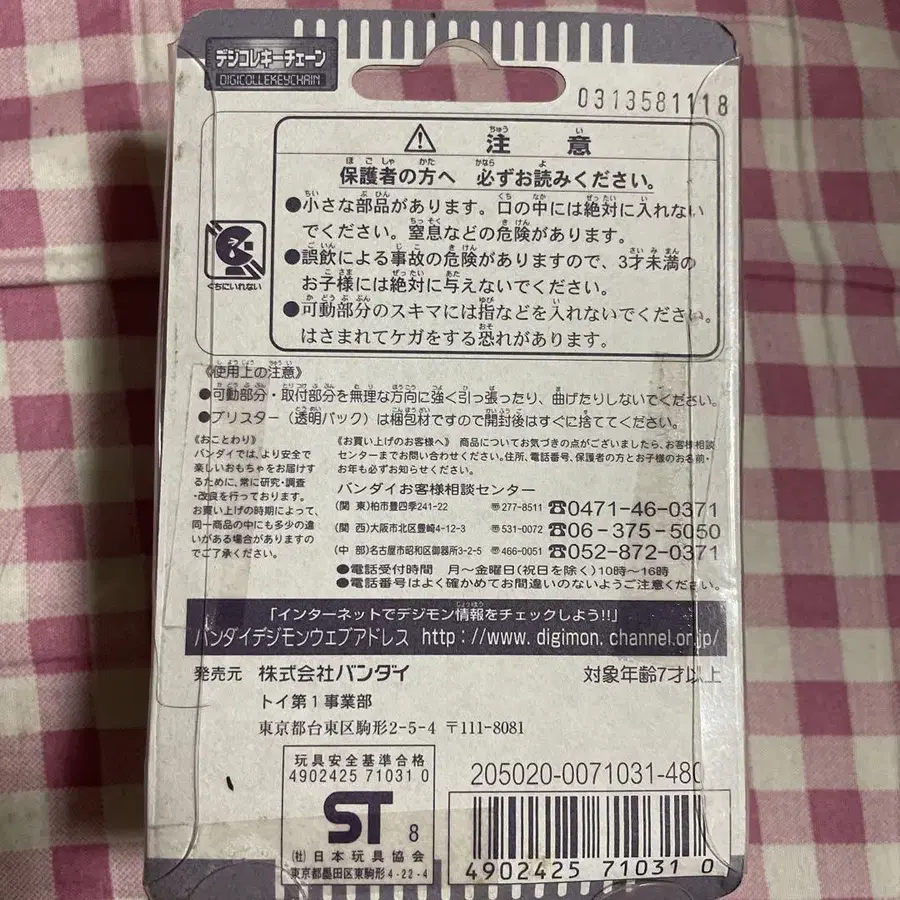 デジコレキーチェーン
DIGICOLLEKEYCHAIN
0313581118
注意
保護者の方へ 必ずお読みください。
●小さな部品があります。口の中には絶対に入れない
でください。窒息などの危険があります。
●誤飲による事故の危険がありますので、3才未満の
お子様には絶対に与えないでください。
●可動部分のスキマには指などを入れないでください。
はさまれてケガをする恐れがあります。
くちにいれない
《使用上の注意》
●可動部分・取付部分を無理な方向に強く引っ張ったり、曲げたりしないでください。
●ブリスター(透明パック)は梱包材ですので開封後はすぐに捨ててください。
《おことわり》
バンダイでは、より安全で
楽しいおもちゃをお届けす
るために、常に研究・調査
・改良を行っております。
お買い上げの時期によって、
同一商品の中にも多少の違
いがある場合がありますの
でご了承ください。
《お買い上げのお客様へ》商品についてお気づきの点がございましたら、お客様相談
センターまでお問い合わせください。住所、電話番号、保護者の方とお子様のお名前・
お年も必ずお知らせください。
バンダイお客様相談センター
(関 東)柏市豊四季241-22 〒277-8511 ☎0471-46-0371
(関 西)大阪市北区豊崎4-12-3 〒531-0072 ☎06-375-5050
(中 部)名古屋市昭和区御器所3-2-5 〒466-0051 ☎052-872-0371
●電話受付時間 月〜金曜日(祝日を除く)10時〜16時
●電話番号はよく確かめてお間違いのないようご注意ください。
「インターネットでデジモン情報をチェックしよう!!」
バンダイデジモンウェブアドレス http://www.digimon.channel.or.jp/
発売元 株式会社バンダイ 対象年齢7才以上
トイ第1事業部
東京都台東区駒形2-5-4 〒111-8081
玩具安全基準合格
4902425 71031 0
ST 8
(社)日本玩具協会
東京都墨田区東駒形4-22-4
205020-0071031-480
4902425 71031 0